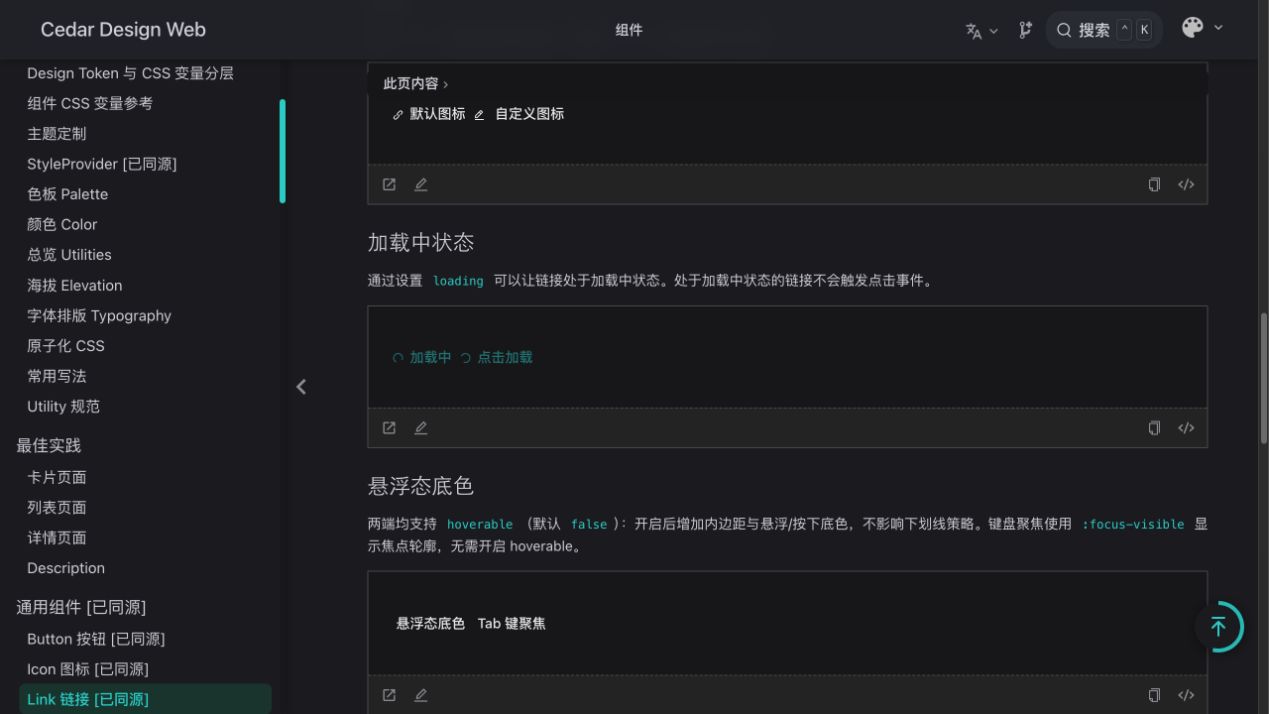 Cedar Design Web
组件
搜索 ^ K
Design Token 与 CSS 变量分层
组件 CSS 变量参考
主题定制
StyleProvider [已同源]
色板 Palette
颜色 Color
总览 Utilities
海拔 Elevation
字体排版 Typography
原子化 CSS
常用写法
Utility 规范
最佳实践
卡片页面
列表页面
详情页面
Description
通用组件 [已同源]
Button 按钮 [已同源]
Icon 图标 [已同源]
Link 链接 [已同源]
此页内容 ›
默认图标 自定义图标
加载中状态
通过设置 loading 可以让链接处于加载中状态。处于加载中状态的链接不会触发点击事件。
加载中 点击加载
悬浮态底色
两端均支持 hoverable （默认 false ）：开启后增加内边距与悬浮/按下底色，不影响下划线策略。键盘聚焦使用 :focus-visible 显
示焦点轮廓，无需开启 hoverable。
悬浮态底色 Tab 键聚焦